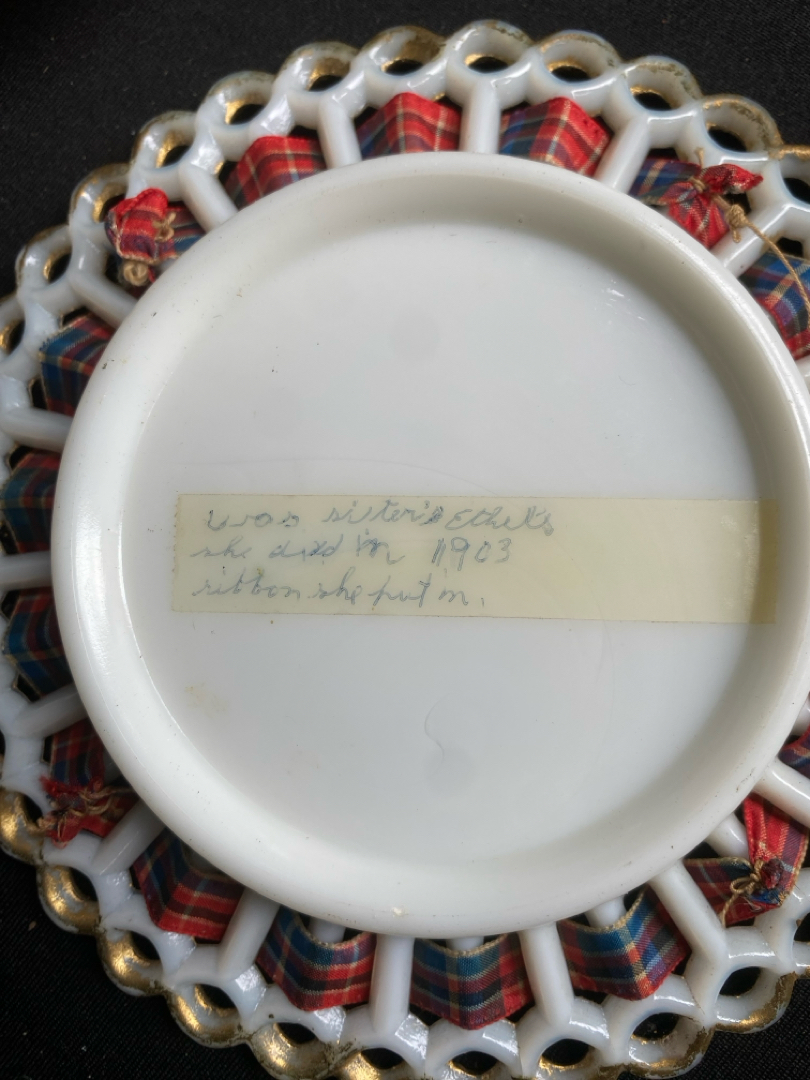 was sister's Ethel's
she died in 1903
ribbon she put in.